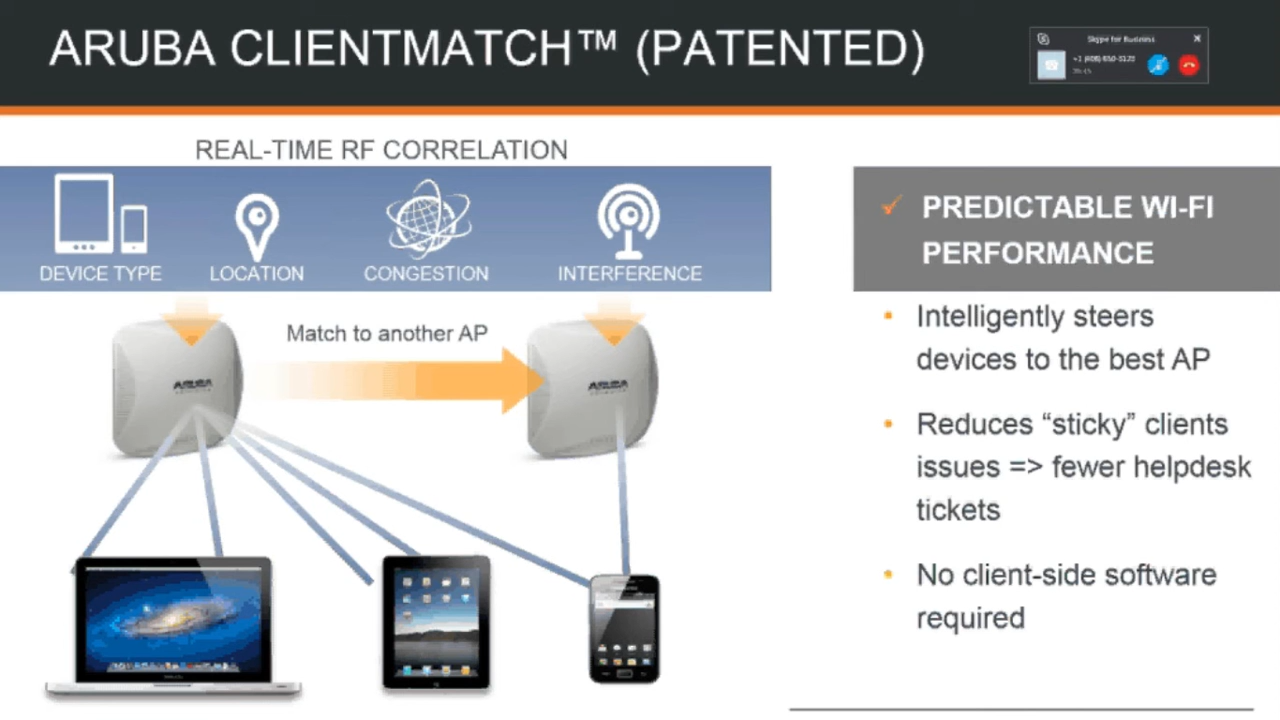 ARUBA CLIENTMATCH™ (PATENTED)
Skype for Business
REAL-TIME RF CORRELATION
DEVICE TYPE
LOCATION
CONGESTION
INTERFERENCE
PREDICTABLE WI-FI
PERFORMANCE
Match to another AP
ARUBA
ARUBA
• Intelligently steers
devices to the best AP
• Reduces “sticky” clients
issues => fewer helpdesk
tickets
• No client-side software
required